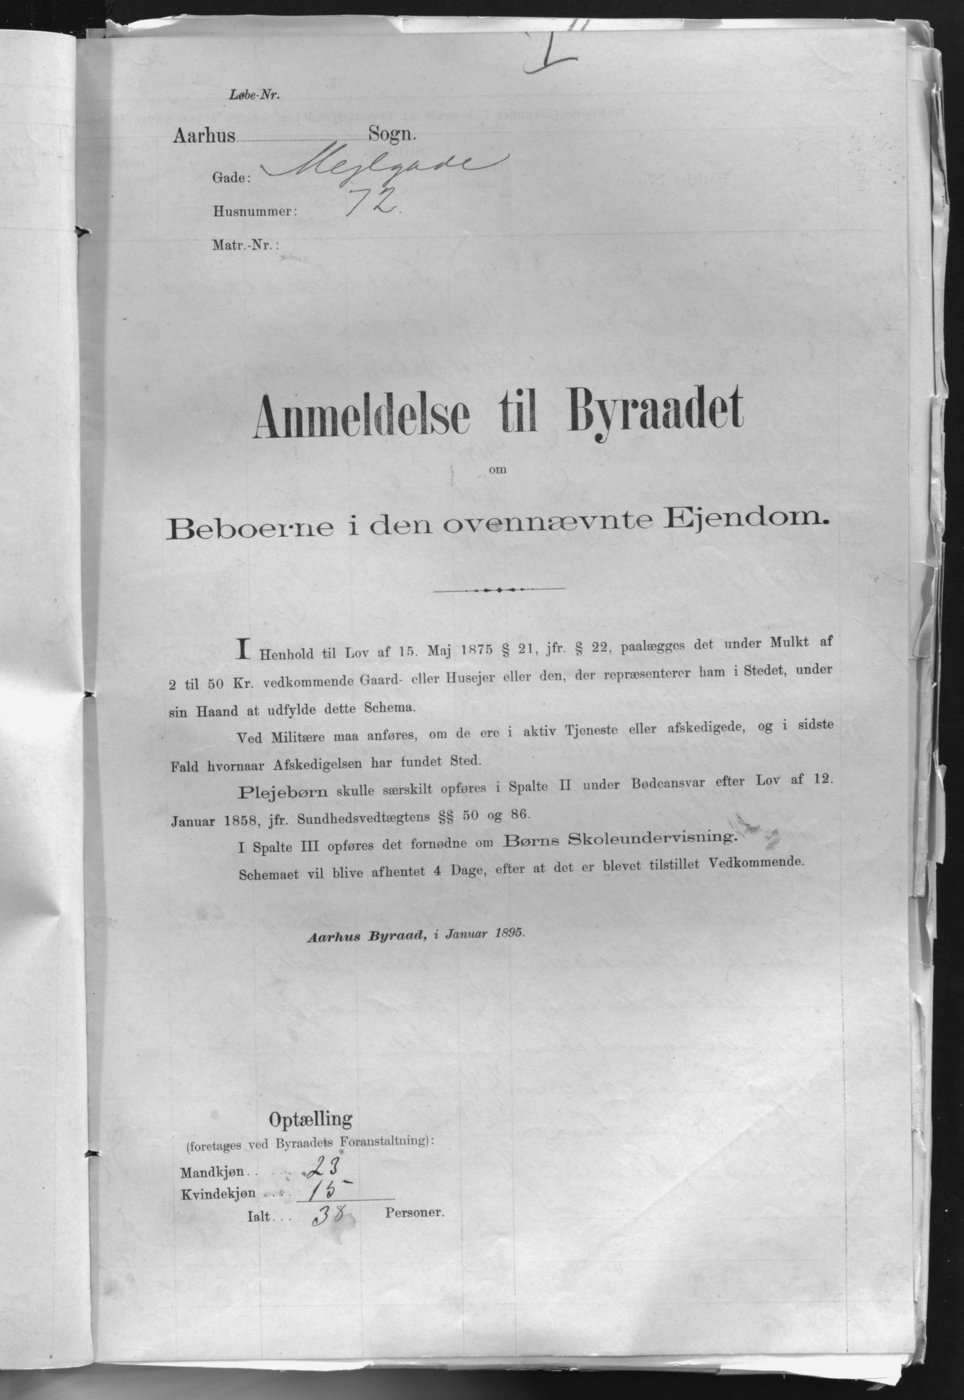 I
Løbe-Nr.
Aarhus Sogn.
Gade: Mejlgade
Husnummer: 72.
Matr.-Nr.:
Anmeldelse til Byraadet
om
Beboerne i den ovennævnte Ejendom.
I Henhold til Lov af 15. Maj 1875 § 21, jfr. § 22, paalægges det under Mulkt af
2 til 50 Kr. vedkommende Gaard- eller Husejer eller den, der repræsenterer ham i Stedet, under
sin Haand at udfylde dette Schema.
Ved Militære maa anføres, om de ere i aktiv Tjeneste eller afskedigede, og i sidste
Fald hvornaar Afskedigelsen har fundet Sted.
Plejebørn skulle særskilt opføres i Spalte II under Bødeansvar efter Lov af 12.
Januar 1858, jfr. Sundhedsvedtægtens §§ 50 og 86.
I Spalte III opføres det fornødne om Børns Skoleundervisning.
Schemaet vil blive afhentet 4 Dage, efter at det er blevet tilstillet Vedkommende.
Aarhus Byraad, i Januar 1895.
Optælling
(foretages ved Byraadets Foranstaltning):
Mandkjøn.... 23
Kvindekjøn .... 15
Ialt... 38 Personer.